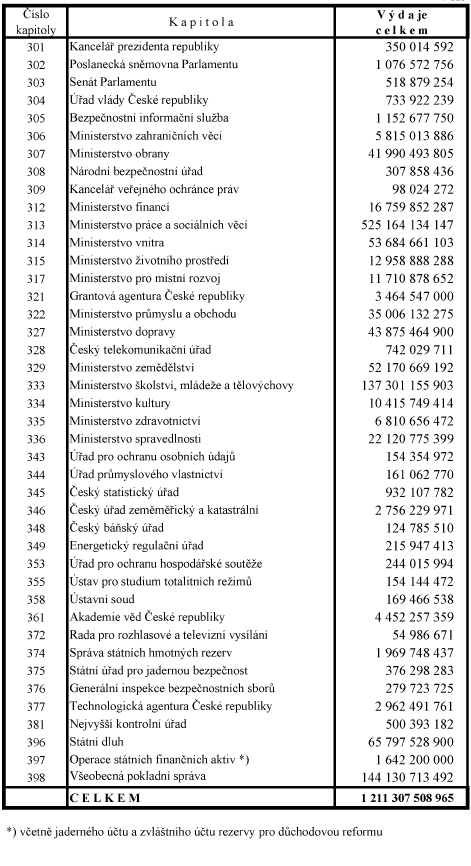 Číslo kapitoly K a p i t o l a V ý d a j e c e l k e m
301 Kancelář prezidenta republiky 350 014 592
302 Poslanecká sněmovna Parlamentu 1 076 572 756
303 Senát Parlamentu 518 879 254
304 Úřad vlády České republiky 733 922 239
305 Bezpečnostní informační služba 1 152 677 750
306 Ministerstvo zahraničních věcí 5 815 013 886
307 Ministerstvo obrany 41 990 493 805
308 Národní bezpečnostní úřad 307 858 436
309 Kancelář veřejného ochránce práv 98 024 272
312 Ministerstvo financí 16 759 852 287
313 Ministerstvo práce a sociálních věcí 525 164 134 147
314 Ministerstvo vnitra 53 684 661 103
315 Ministerstvo životního prostředí 12 958 888 288
317 Ministerstvo pro místní rozvoj 11 710 878 652
321 Grantová agentura České republiky 3 464 547 000
322 Ministerstvo průmyslu a obchodu 35 006 132 275
327 Ministerstvo dopravy 43 875 464 900
328 Český telekomunikační úřad 742 029 711
329 Ministerstvo zemědělství 52 170 669 192
333 Ministerstvo školství, mládeže a tělovýchovy 137 301 155 903
334 Ministerstvo kultury 10 415 749 414
335 Ministerstvo zdravotnictví 6 810 656 472
336 Ministerstvo spravedlnosti 22 120 775 399
343 Úřad pro ochranu osobních údajů 154 354 972
344 Úřad průmyslového vlastnictví 161 062 770
345 Český statistický úřad 932 107 782
346 Český úřad zeměměřický a katastrální 2 756 229 971
348 Český báňský úřad 124 785 510
349 Energetický regulační úřad 215 947 413
353 Úřad pro ochranu hospodářské soutěže 244 015 994
355 Ústav pro studium totalitních režimů 154 144 472
358 Ústavní soud 169 466 538
361 Akademie věd České republiky 4 452 257 359
372 Rada pro rozhlasové a televizní vysílání 54 986 671
374 Správa státních hmotných rezerv 1 969 748 437
375 Státní úřad pro jadernou bezpečnost 376 298 283
376 Generální inspekce bezpečnostních sborů 279 723 725
377 Technologická agentura České republiky 2 962 491 761
381 Nejvyšší kontrolní úřad 500 393 182
396 Státní dluh 65 797 528 900
397 Operace státních finančních aktiv *) 1 642 200 000
398 Všeobecná pokladní správa 144 130 713 492
C E L K E M 1 211 307 508 965
*) včetně jaderného účtu a zvláštního účtu rezervy pro důchodovou reformu